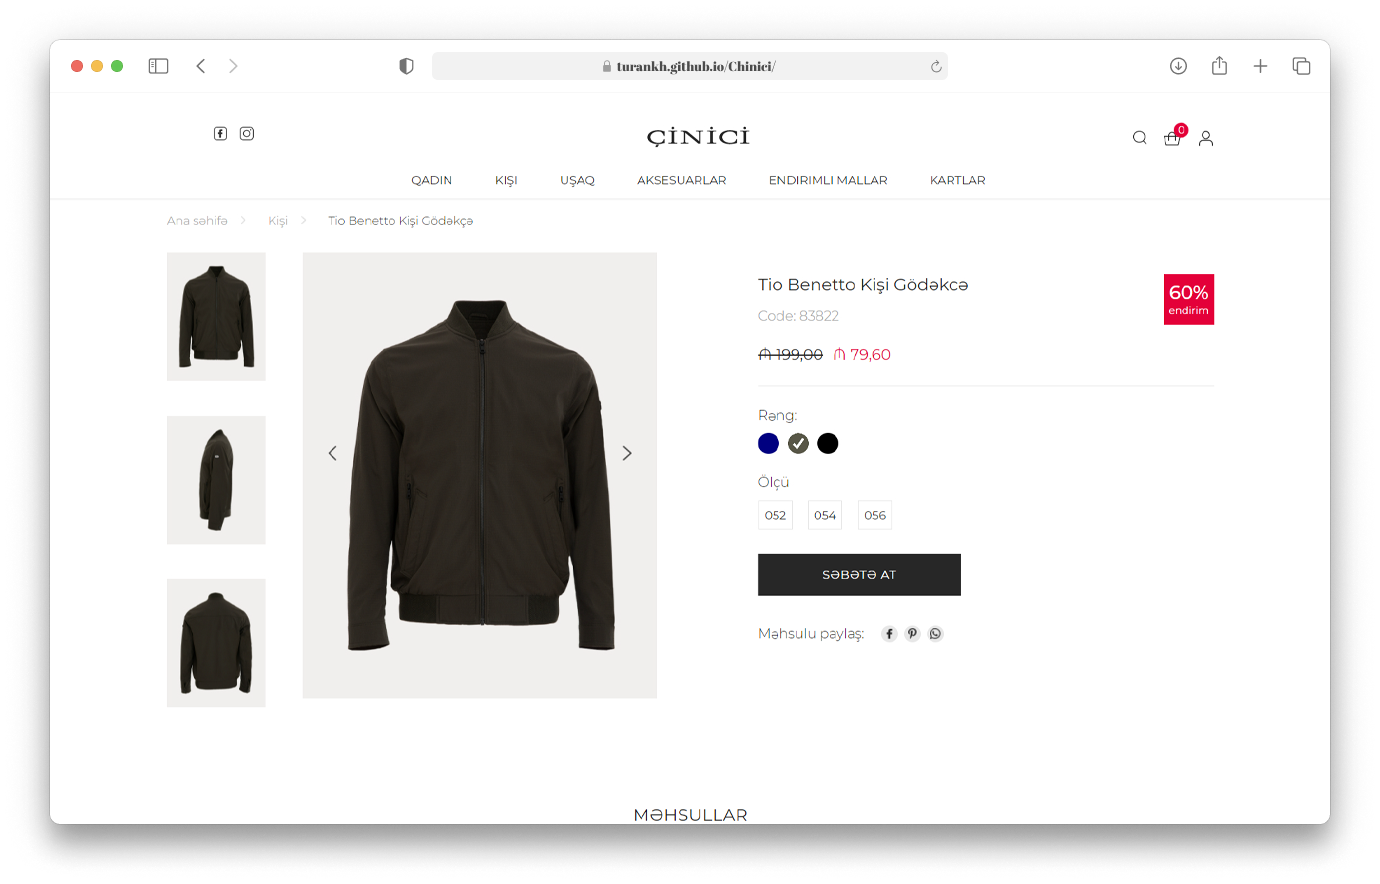 turankh.github.io/Chinici/
ÇİNİCİ
0
QADIN KIŞI UŞAQ AKSESUARLAR ENDIRIMLI MALLAR KARTLAR
Ana səhifə Kişi Tio Benetto Kişi Gödəkçə
Tio Benetto Kişi Gödəkcə
60%
endirim
Code: 83822
₼ 199,00 ₼ 79,60
Rəng:
Ölçü
052 054 056
SƏBƏTƏ AT
Məhsulu paylaş:
MƏHSULLAR